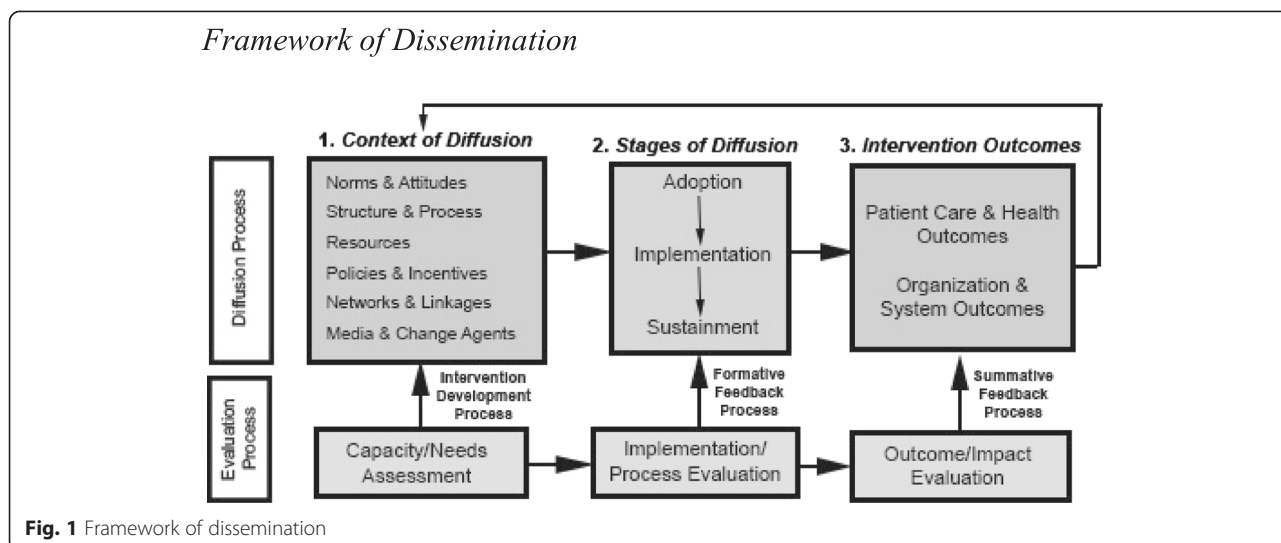 Framework of Dissemination
1. Context of Diffusion
2. Stages of Diffusion
3. Intervention Outcomes
Diffusion Process
Norms & Attitudes
Structure & Process
Resources
Policies & Incentives
Networks & Linkages
Media & Change Agents
Adoption
Implementation
Sustainment
Patient Care & Health
Outcomes
Organization &
System Outcomes
Evaluation
Process
Intervention
Development
Process
Formative
Feedback
Process
Summative
Feedback
Process
Capacity/Needs
Assessment
Implementation/
Process Evaluation
Outcome/Impact
Evaluation
Fig. 1 Framework of dissemination